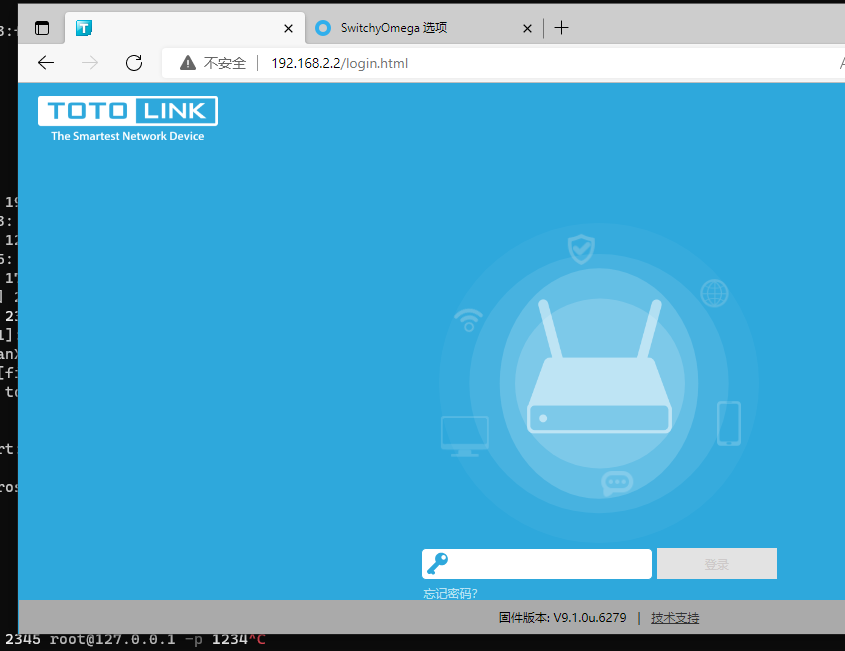 SwitchyOmega 选项
不安全
192.168.2.2/login.html
TOTO LINK
The Smartest Network Device
登录
忘记密码?
固件版本: V9.1.0u.6279 | 技术支持
2345 root@127.0.0.1 -p 1234^C